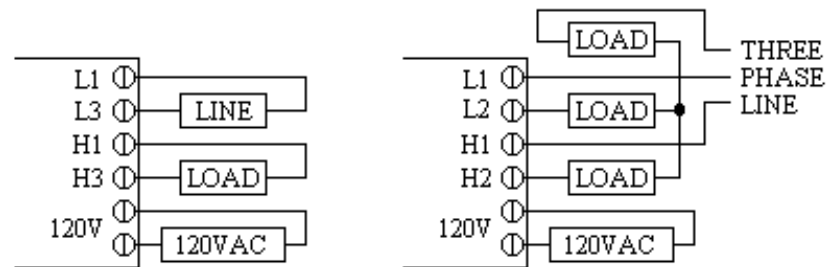 L1
L3 LINE
H1
H3 LOAD
120V
120VAC
LOAD
THREE
L1 PHASE
L2 LOAD LINE
H1
H2 LOAD
120V
120VAC